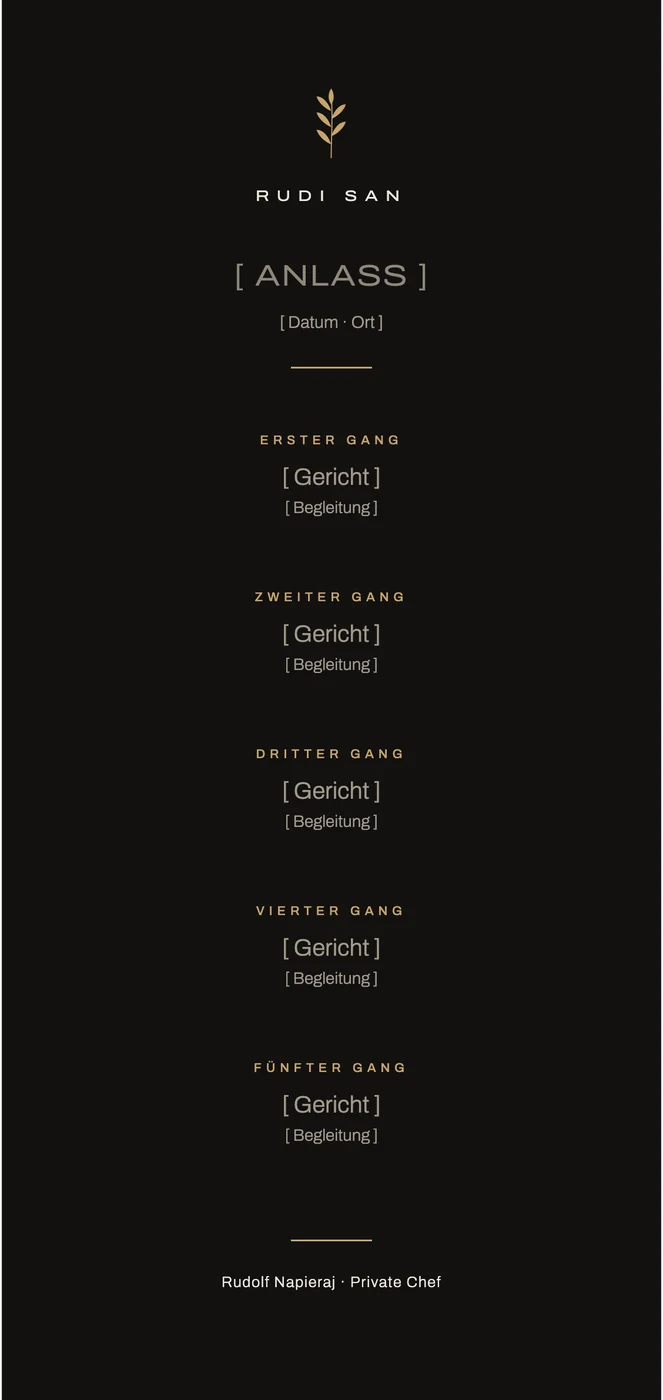 RUDI SAN
[ ANLASS ]
[ Datum · Ort ]
ERSTER GANG
[ Gericht ]
[ Begleitung ]
ZWEITER GANG
[ Gericht ]
[ Begleitung ]
DRITTER GANG
[ Gericht ]
[ Begleitung ]
VIERTER GANG
[ Gericht ]
[ Begleitung ]
FÜNFTER GANG
[ Gericht ]
[ Begleitung ]
Rudolf Napieraj · Private Chef